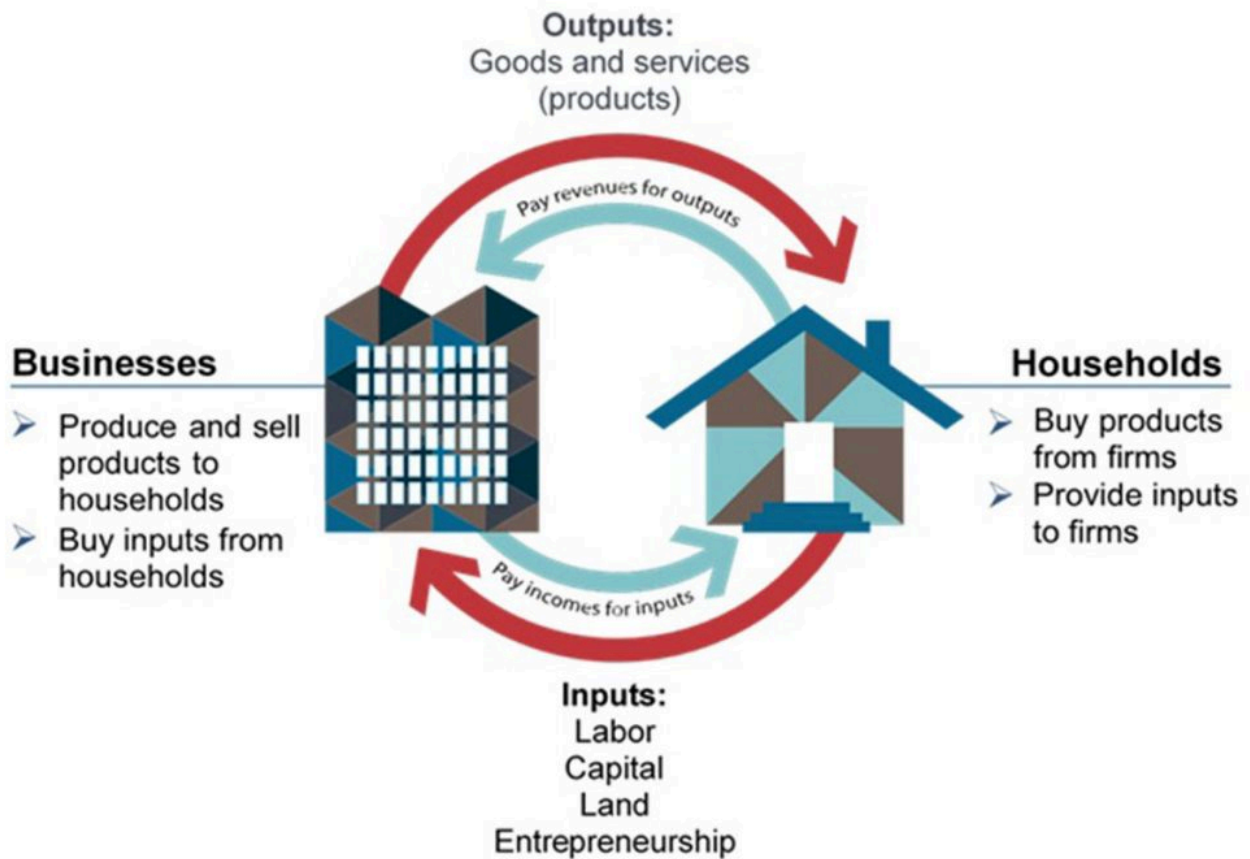 Outputs:
Goods and services
(products)
Pay revenues for outputs
Businesses
Produce and sell
products to
households
Buy inputs from
households
Households
Buy products
from firms
Provide inputs
to firms
Pay incomes for inputs
Inputs:
Labor
Capital
Land
Entrepreneurship